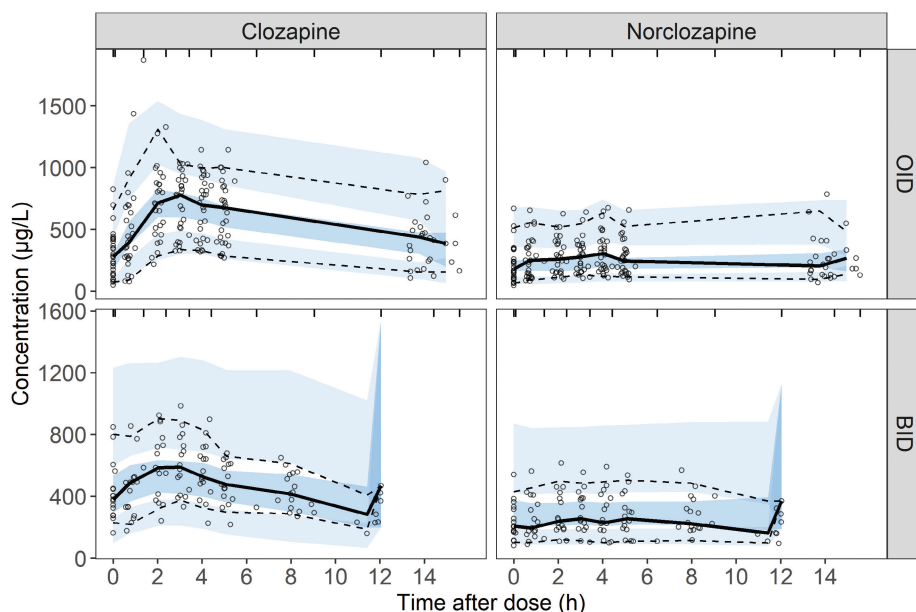 Clozapine Norclozapine
1500
1000
500
0
OID
1600
1200
800
400
0
BID
Concentration (µg/L)
0 2 4 6 8 10 12 14 0 2 4 6 8 10 12 14
Time after dose (h)